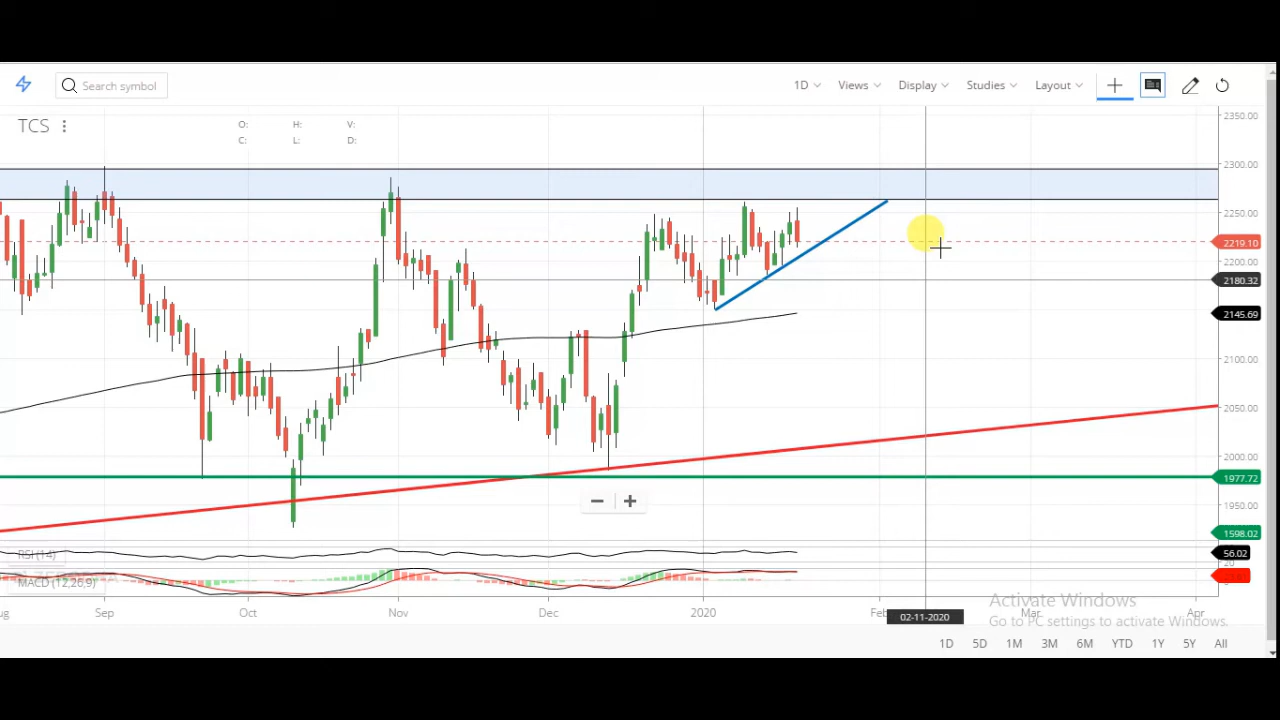 Search symbol
1D Views Display Studies Layout
TCS
O: H: V:
C: L: D:
2350.00
2300.00
2250.00
2219.10
2200.00
2180.32
2145.69
2100.00
2050.00
2000.00
1977.72
1950.00
1598.02
RSI (14)
56.02
20
MACD (12,26,9)
ug Sep Oct Nov Dec 2020 Feb Mar Apr
02-11-2020
Activate Windows
Go to PC settings to activate Windows.
1D 5D 1M 3M 6M YTD 1Y 5Y All